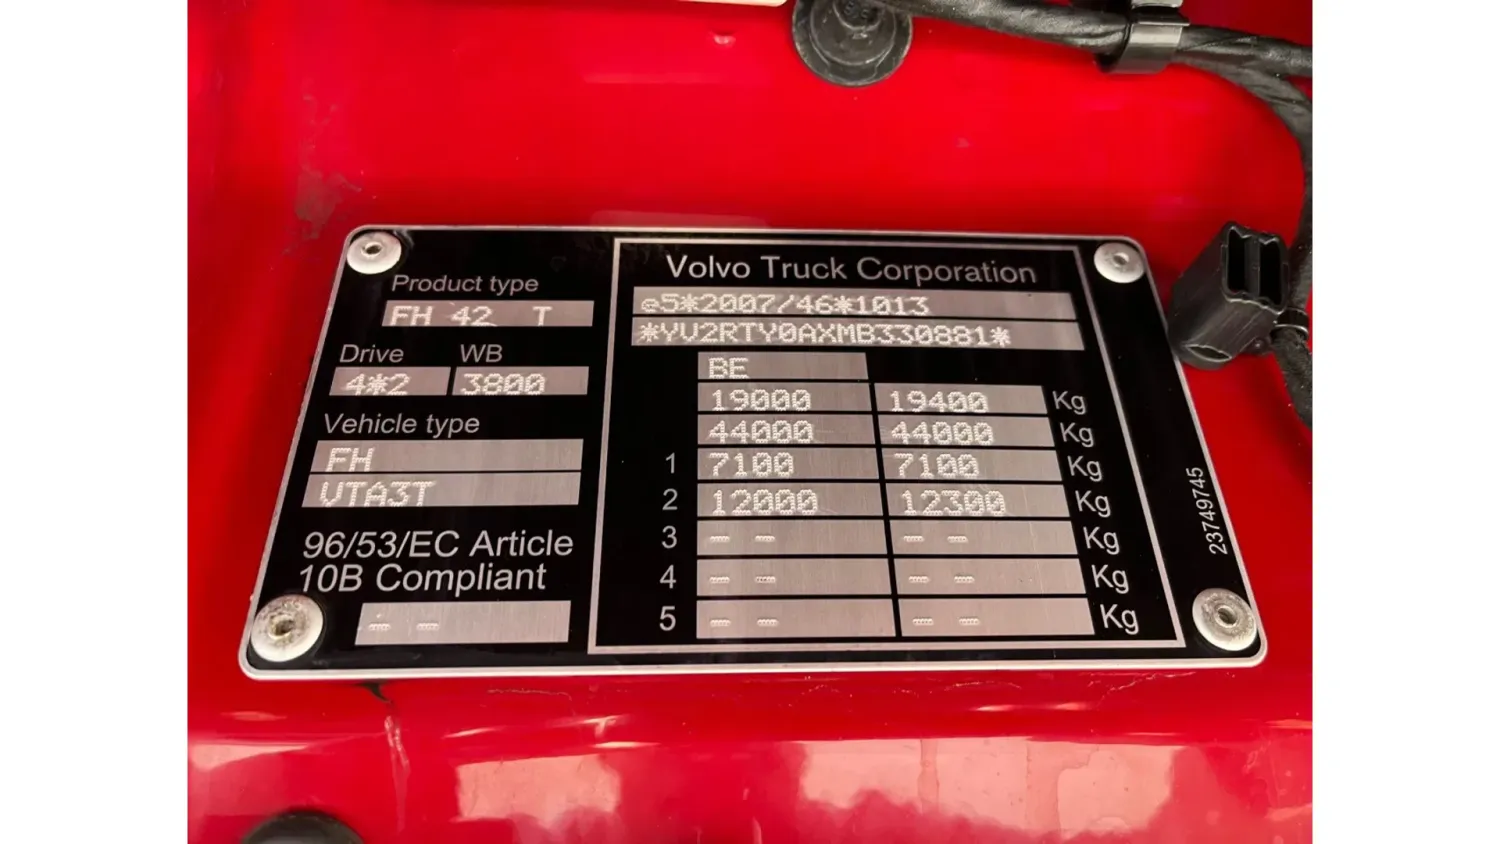 Product type
FH 42 T
Drive WB
4*2 3800
Vehicle type
FH
VTA3T
96/53/EC Article
10B Compliant
- -
Volvo Truck Corporation
@5*2007/46*1013
*YV2RTY0AXMB330881*
BE
19000 19400 Kg
44000 44000 Kg
1 7100 7100 Kg
2 12000 12300 Kg
3 - - - - Kg
4 - - - - Kg
5 - - - - Kg
23749745